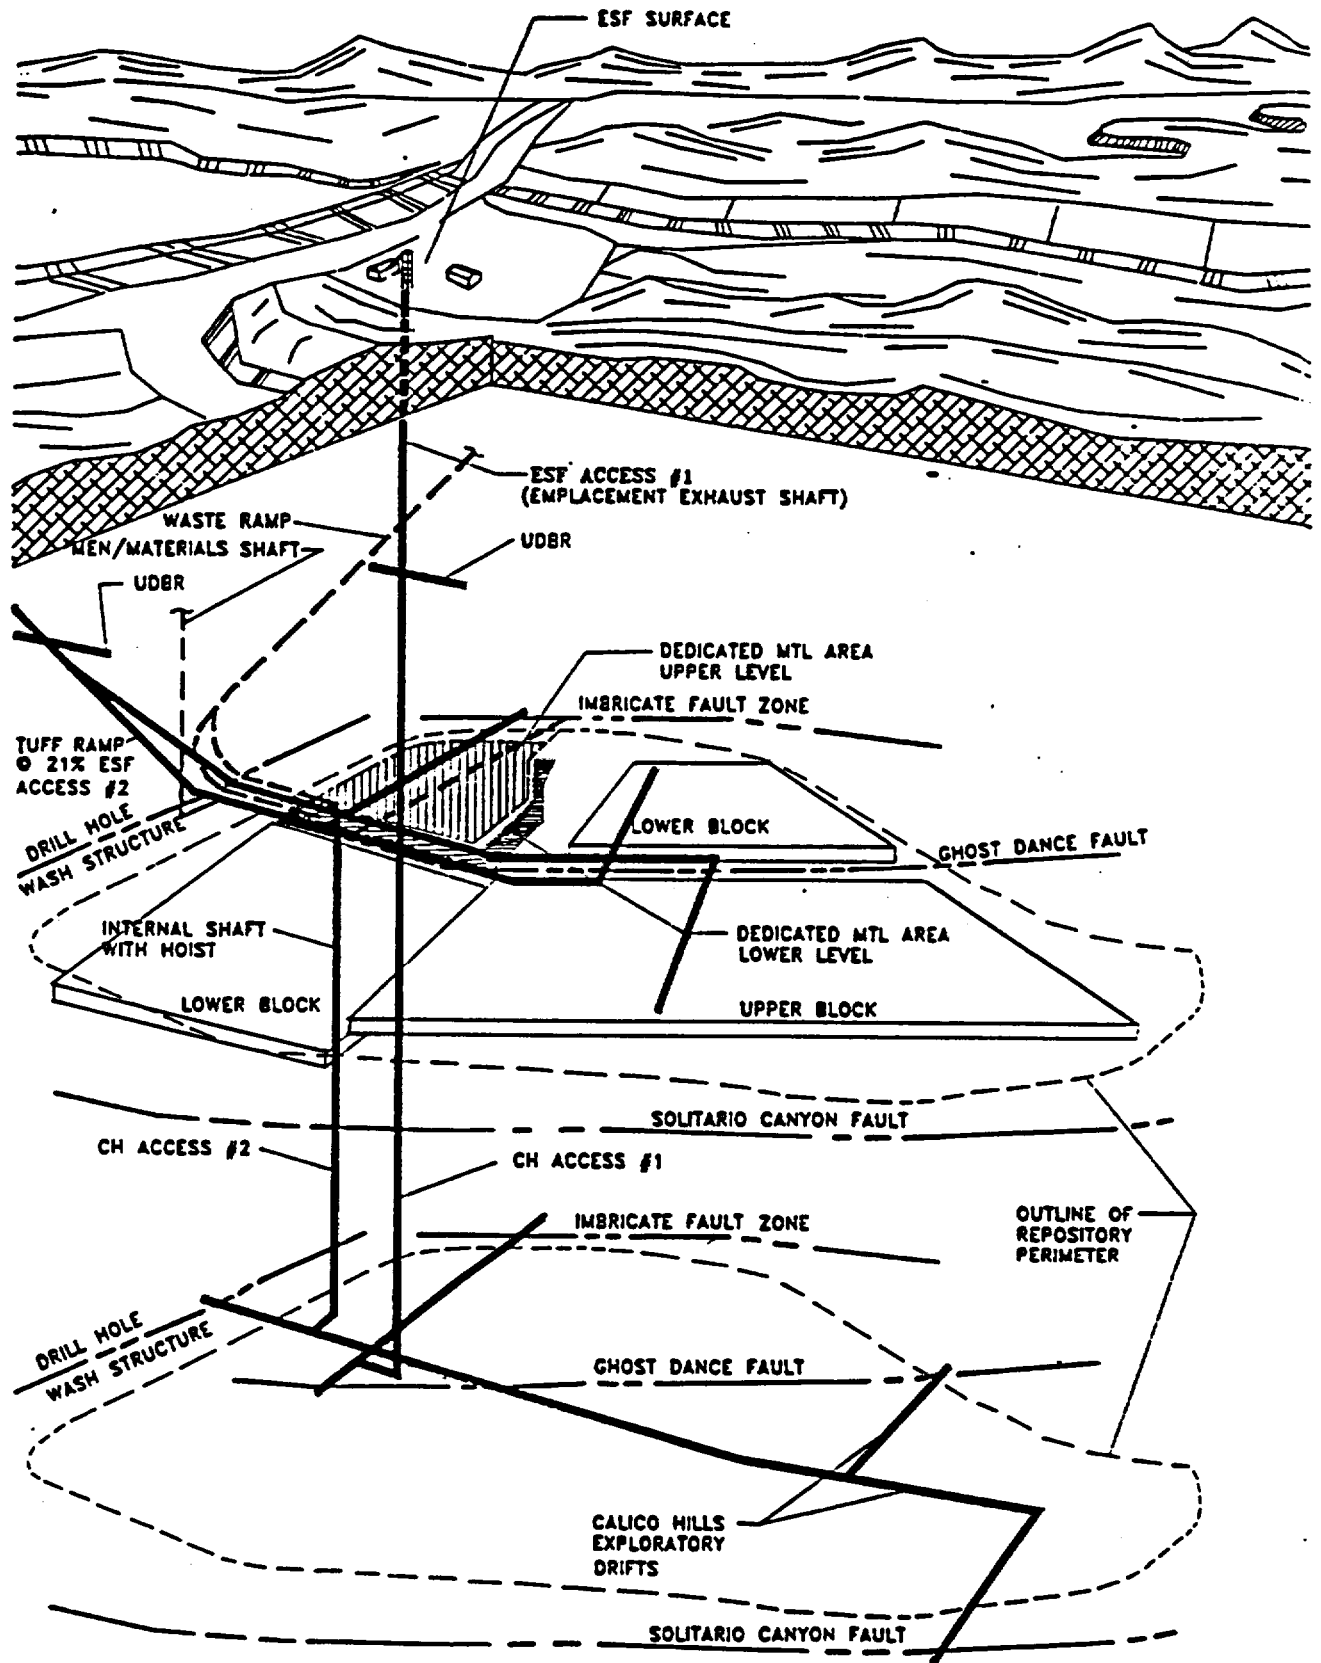 ESF SURFACE
ESF ACCESS #1
(EMPLACEMENT EXHAUST SHAFT)
WASTE RAMP
MEN/MATERIALS SHAFT
UDBR
UDBR
DEDICATED MTL AREA
UPPER LEVEL
IMBRICATE FAULT ZONE
TUFF RAMP
@ 21% ESF
ACCESS #2
DRILL HOLE
WASH STRUCTURE
LOWER BLOCK
GHOST DANCE FAULT
INTERNAL SHAFT
WITH HOIST
DEDICATED MTL AREA
LOWER LEVEL
LOWER BLOCK
UPPER BLOCK
SOLITARIO CANYON FAULT
CH ACCESS #2
CH ACCESS #1
IMBRICATE FAULT ZONE
OUTLINE OF
REPOSITORY
PERIMETER
DRILL HOLE
WASH STRUCTURE
GHOST DANCE FAULT
CALICO HILLS
EXPLORATORY
DRIFTS
SOLITARIO CANYON FAULT